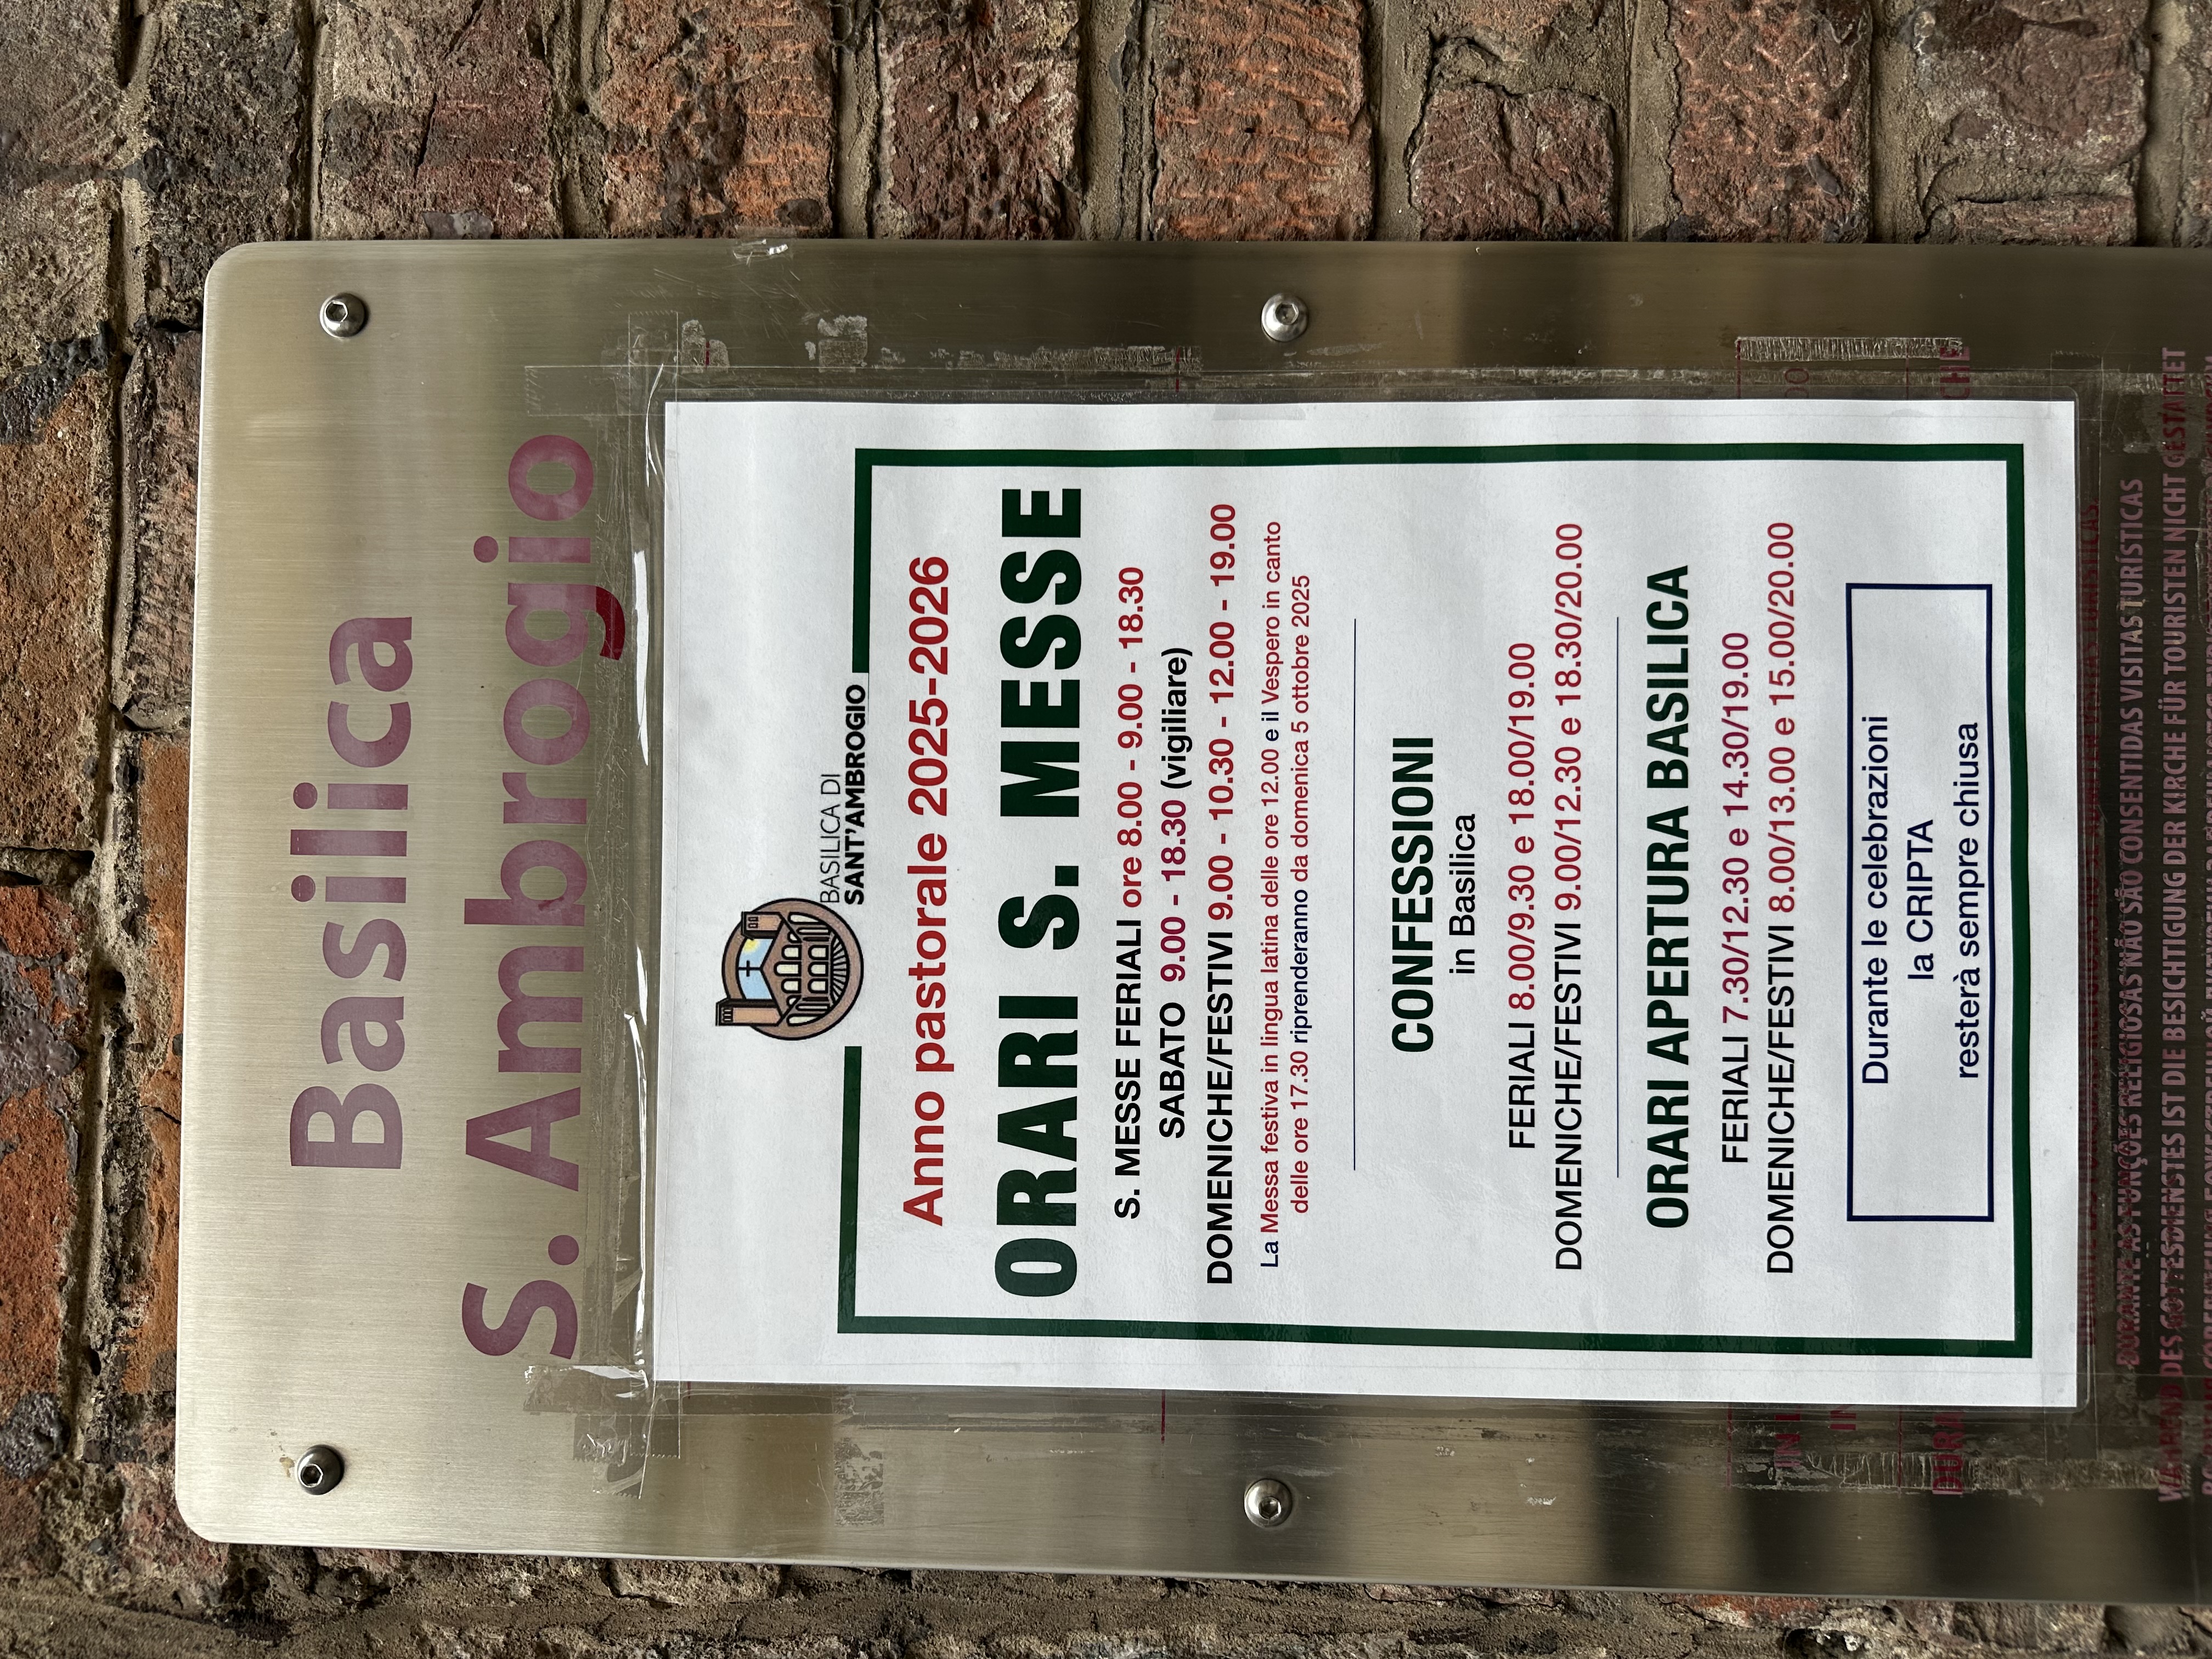 Basilica
S. Ambrogio
BASILICA DI
SANT'AMBROGIO
Anno pastorale 2025-2026
ORARI S. MESSE
S. MESSE FERIALI ore 8.00 - 9.00 - 18.30
SABATO 9.00 - 18.30 (vigiliare)
DOMENICHE/FESTIVI 9.00 - 10.30 - 12.00 - 19.00
La Messa festiva in lingua latina delle ore 12.00 e il Vespero in canto
delle ore 17.30 riprenderanno da domenica 5 ottobre 2025
CONFESSIONI
in Basilica
FERIALI 8.00/9.30 e 18.00/19.00
DOMENICHE/FESTIVI 9.00/12.30 e 18.30/20.00
ORARI APERTURA BASILICA
FERIALI 7.30/12.30 e 14.30/19.00
DOMENICHE/FESTIVI 8.00/13.00 e 15.00/20.00
Durante le celebrazioni
la CRIPTA
resterà sempre chiusa
DURANTE AS FUNÇÕES RELIGIOSAS NÃO SÃO CONSENTIDAS VISITAS TURÍSTICAS
WÄHREND DES GOTTESDIENSTES IST DIE BESICHTIGUNG DER KIRCHE FÜR TOURISTEN NICHT GESTATTET